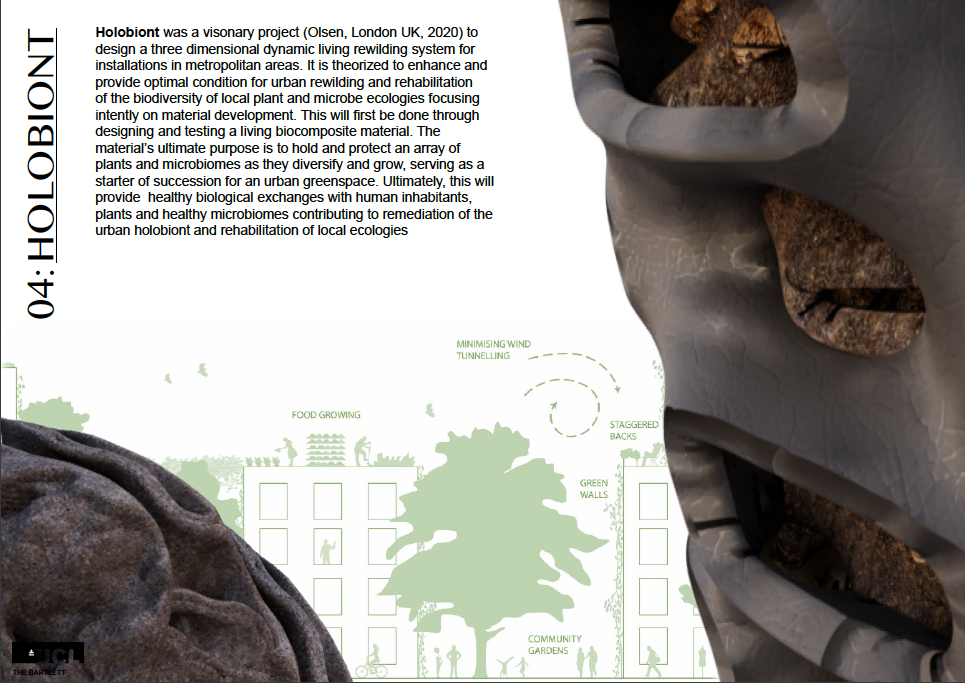 04: HOLOBIONT
Holobiont was a visionary project (Olsen, London UK, 2020) to
design a three dimensional dynamic living rewilding system for
installations in metropolitan areas. It is theorized to enhance and
provide optimal condition for urban rewilding and rehabilitation
of the biodiversity of local plant and microbe ecologies focusing
intently on material development. This will first be done through
designing and testing a living biocomposite material. The
material's ultimate purpose is to hold and protect an array of
plants and microbiomes as they diversify and grow, serving as a
starter of succession for an urban greenspace. Ultimately, this will
provide  healthy biological exchanges with human inhabitants,
plants and healthy microbiomes contributing to remediation of the
urban holobiont and rehabilitation of local ecologies
MINIMISING WIND
TUNNELLING
FOOD GROWING
STAGGERED
BACKS
GREEN
WALLS
COMMUNITY
GARDENS
UCL
THE BARTLETT